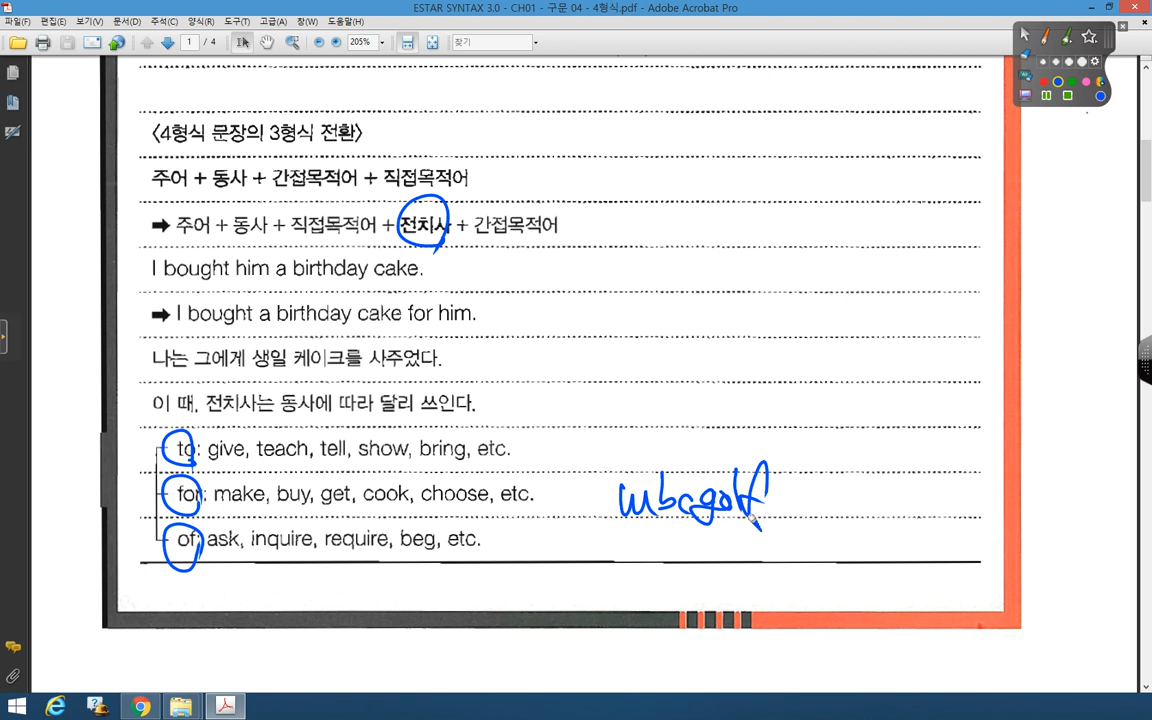 ESTAR SYNTAX 3.0 - CH01 - 구문 04 - 4형식.pdf - Adobe Acrobat Pro
파일(F) 편집(E) 보기(V) 문서(D) 주석(C) 양식(R) 도구(T) 고급(A) 창(W) 도움말(H)
1 / 4 205% 찾기
〈4형식 문장의 3형식 전환〉
주어 + 동사 + 간접목적어 + 직접목적어
➡ 주어 + 동사 + 직접목적어 + 전치사 + 간접목적어
I bought him a birthday cake.
➡ I bought a birthday cake for him.
나는 그에게 생일 케이크를 사주었다.
이 때, 전치사는 동사에 따라 달리 쓰인다.
to: give, teach, tell, show, bring, etc.
for: make, buy, get, cook, choose, etc.
mbcgolf
of: ask, inquire, require, beg, etc.